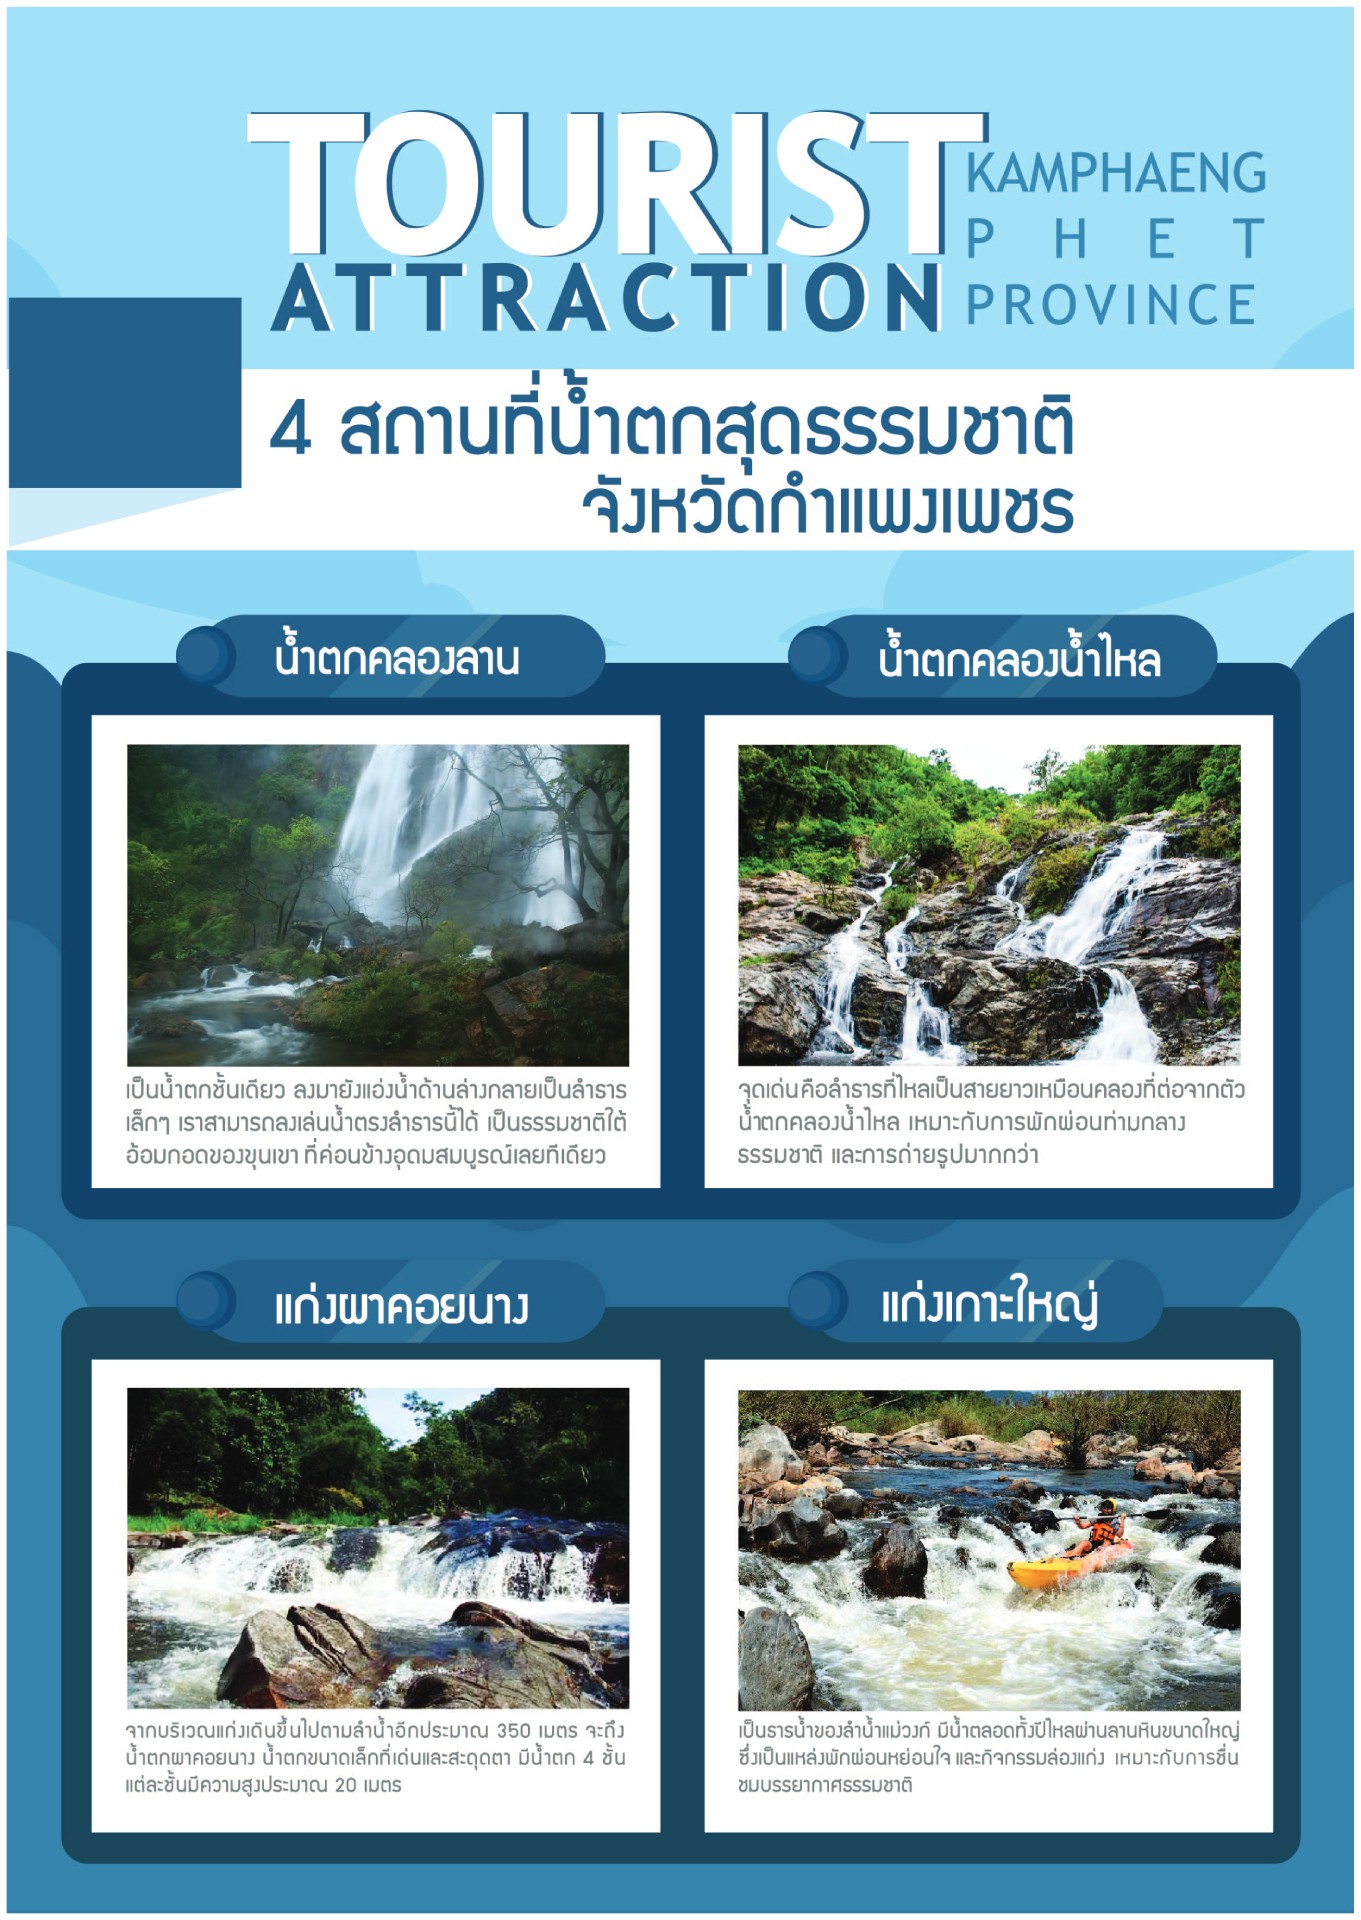 TOURIST
ATTRACTION
KAMPHAENG
PHET
PROVINCE
4 สถานที่น้ำตกสุดธรรมชาติ
จังหวัดกำแพงเพชร
น้ำตกคลองลาน
เป็นน้ำตกชั้นเดียว ลงมายังแอ่งน้ำด้านล่างกลายเป็นลำธาร
เล็กๆ เราสามารถลงเล่นน้ำตรงลำธารนี้ได้ เป็นธรรมชาติใต้
อ้อมกอดของขุนเขา ที่ค่อนข้างอุดมสมบูรณ์เลยทีเดียว
น้ำตกคลองน้ำไหล
จุดเด่นคือลำธารที่ไหลเป็นสายยาวเหมือนคลองที่ต่อจากตัว
น้ำตกคลองน้ำไหล เหมาะกับการพักผ่อนท่ามกลาง
ธรรมชาติ และการถ่ายรูปมากกว่า
แก่งผาคอยนาง
จากบริเวณแก่งเดินขึ้นไปตามลำน้ำอีกประมาณ 350 เมตร จะถึง
น้ำตกผาคอยนาง น้ำตกขนาดเล็กที่เด่นและสะดุดตา มีน้ำตก 4 ชั้น
แต่ละชั้นมีความสูงประมาณ 20 เมตร
แก่งเกาะใหญ่
เป็นธารน้ำของลำน้ำแม่วงก์ มีน้ำตลอดทั้งปีไหลผ่านลานหินขนาดใหญ่
ซึ่งเป็นแหล่งพักผ่อนหย่อนใจ และกิจกรรมล่องแก่ง เหมาะกับการชื่น
ชมบรรยากาศธรรมชาติ